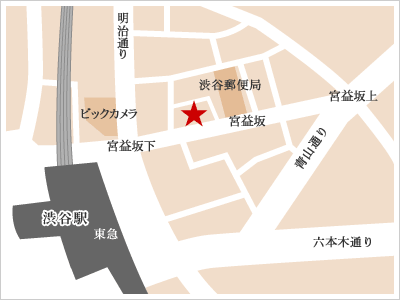 明治通り
渋谷郵便局
宮益坂上
ビックカメラ
宮益坂
宮益坂下
青山通り
渋谷駅
東急
六本木通り